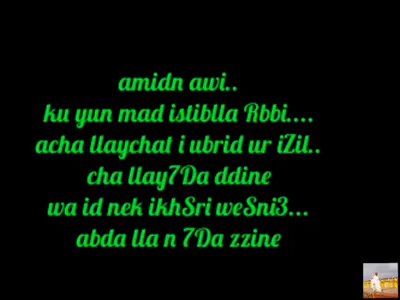 amidn awi..
ku yun mad istiblla Rbbi....
acha llaychat i ubrid ur iZil..
cha llay7Da ddine
wa id nek ikhSri weSni3...
abda lla n 7Da zzine